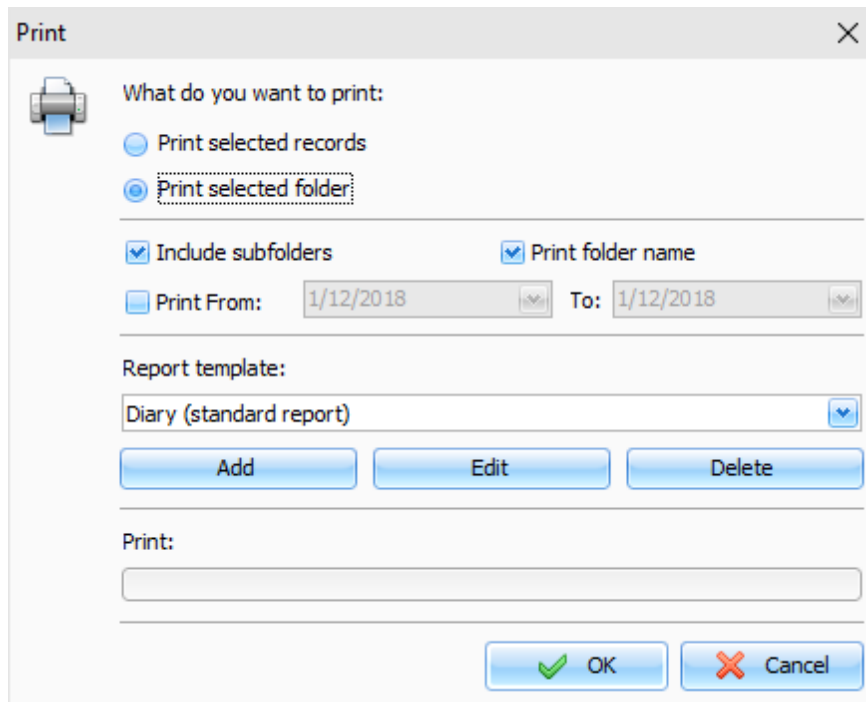 Print
What do you want to print:
Print selected records
Print selected folder
Include subfolders Print folder name
Print From: 1/12/2018 To: 1/12/2018
Report template:
Diary (standard report)
Add Edit Delete
Print:
OK Cancel